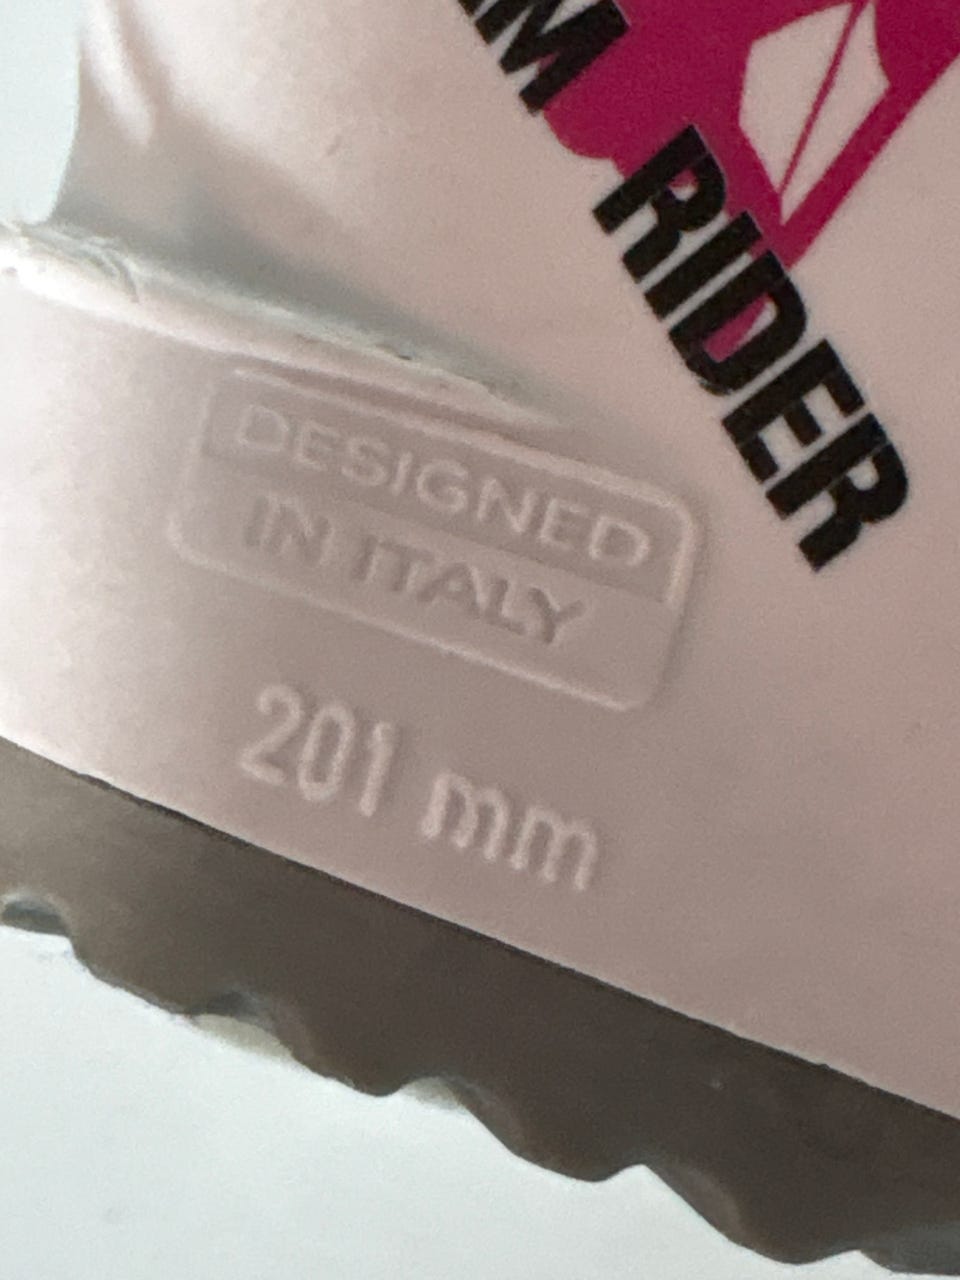 RIDER
DESIGNED
IN ITALY
201 mm